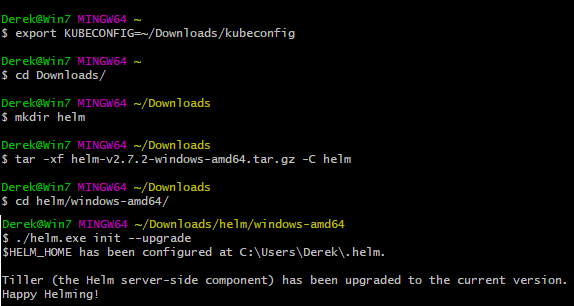 Derek@Win7 MINGW64 ~
$ export KUBECONFIG=~/Downloads/kubeconfig
Derek@Win7 MINGW64 ~
$ cd Downloads/
Derek@Win7 MINGW64 ~/Downloads
$ mkdir helm
Derek@Win7 MINGW64 ~/Downloads
$ tar -xf helm-v2.7.2-windows-amd64.tar.gz -C helm
Derek@Win7 MINGW64 ~/Downloads
$ cd helm/windows-amd64/
Derek@Win7 MINGW64 ~/Downloads/helm/windows-amd64
$ ./helm.exe init --upgrade
$HELM_HOME has been configured at C:\Users\Derek\.helm.
Tiller (the Helm server-side component) has been upgraded to the current version.
Happy Helming!